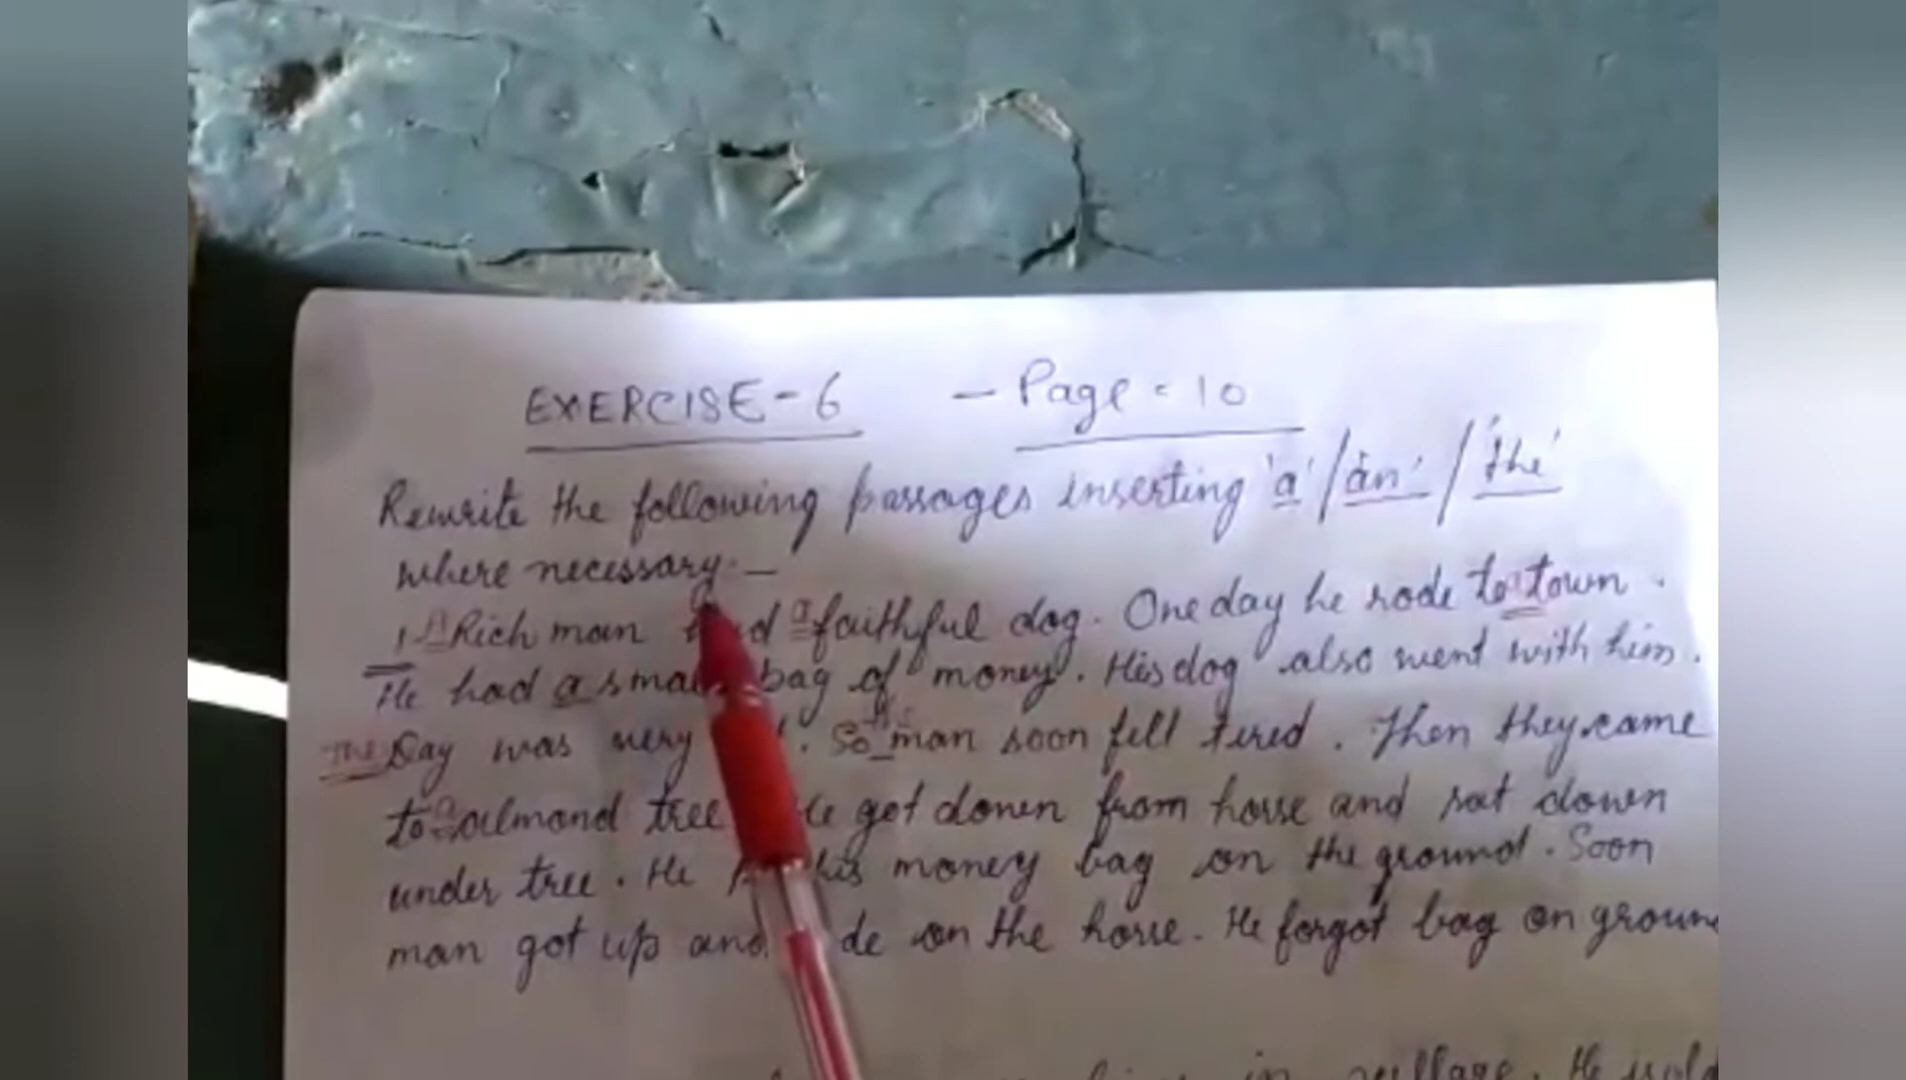 EXERCISE-6 - Page = 10
Rewrite the following passages inserting 'a'/'an'/'the'
where necessary. -
1. A Rich man had a faithful dog. One day he rode to a town.
He had a small bag of money. His dog also went with him.
The Day was very . So the man soon fell tired. Then they came
to almond tree. He got down from horse and sat down
under tree. He his money bag on the ground. Soon
man got up and on the horse. He forgot bag on groun
in village. He